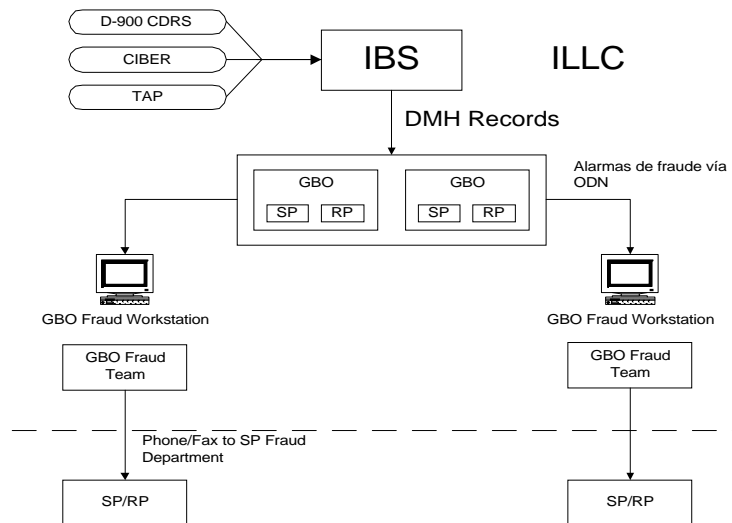 D-900 CDRS
CIBER
TAP
IBS
ILLC
DMH Records
GBO
SP
RP
GBO
SP
RP
Alarmas de fraude vía
ODN
GBO Fraud Workstation
GBO Fraud Workstation
GBO Fraud
Team
GBO Fraud
Team
Phone/Fax to SP Fraud
Department
SP/RP
SP/RP